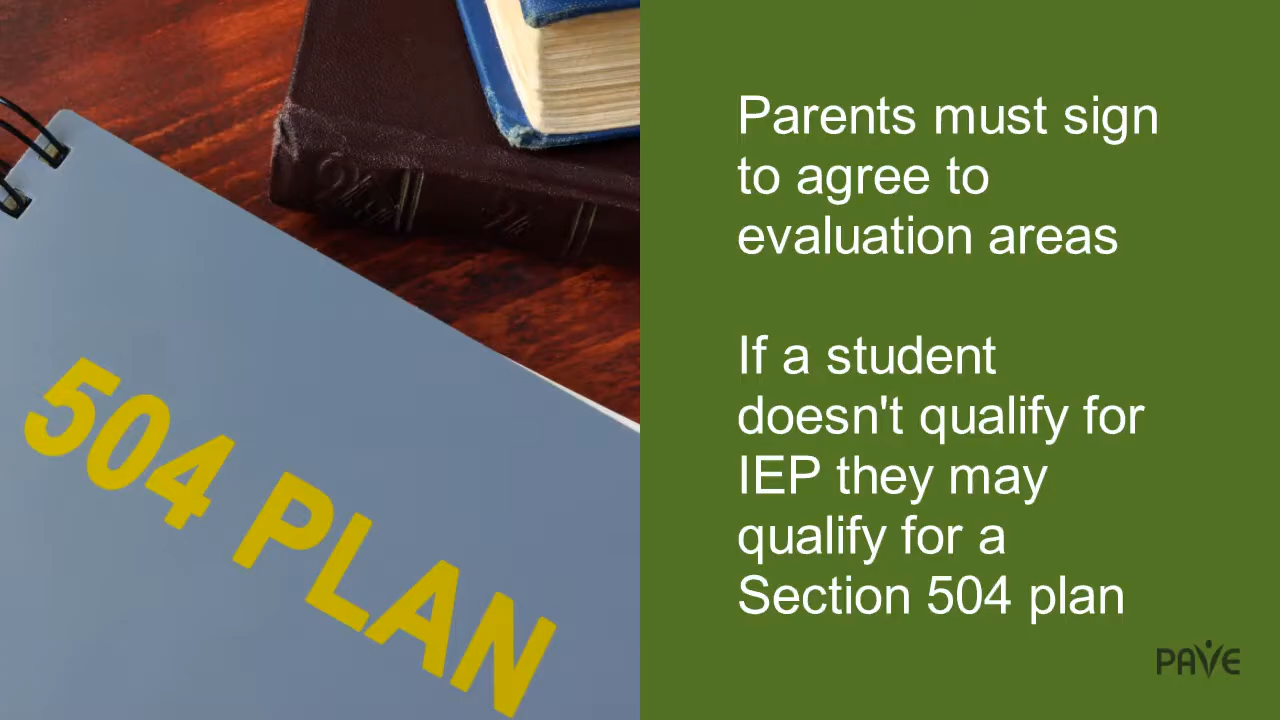 504 PLAN
Parents must sign
to agree to
evaluation areas
If a student
doesn't qualify for
IEP they may
qualify for a
Section 504 plan
PAVE